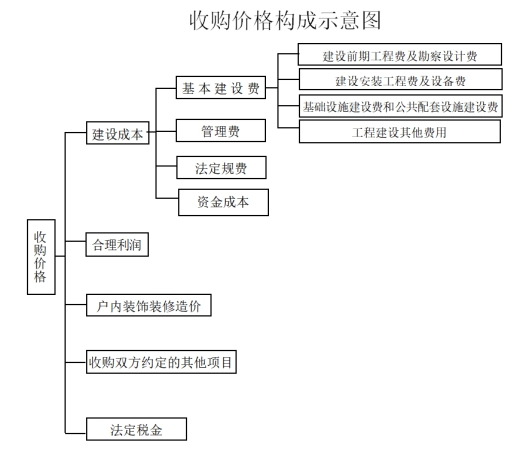 收购价格构成示意图
建设前期工程费及勘察设计费
基本建设费
建设安装工程费及设备费
基础设施建设费和公共配套设施建设费
建设成本
管理费
工程建设其他费用
法定规费
资金成本
收购价格
合理利润
户内装饰装修造价
收购双方约定的其他项目
法定税金